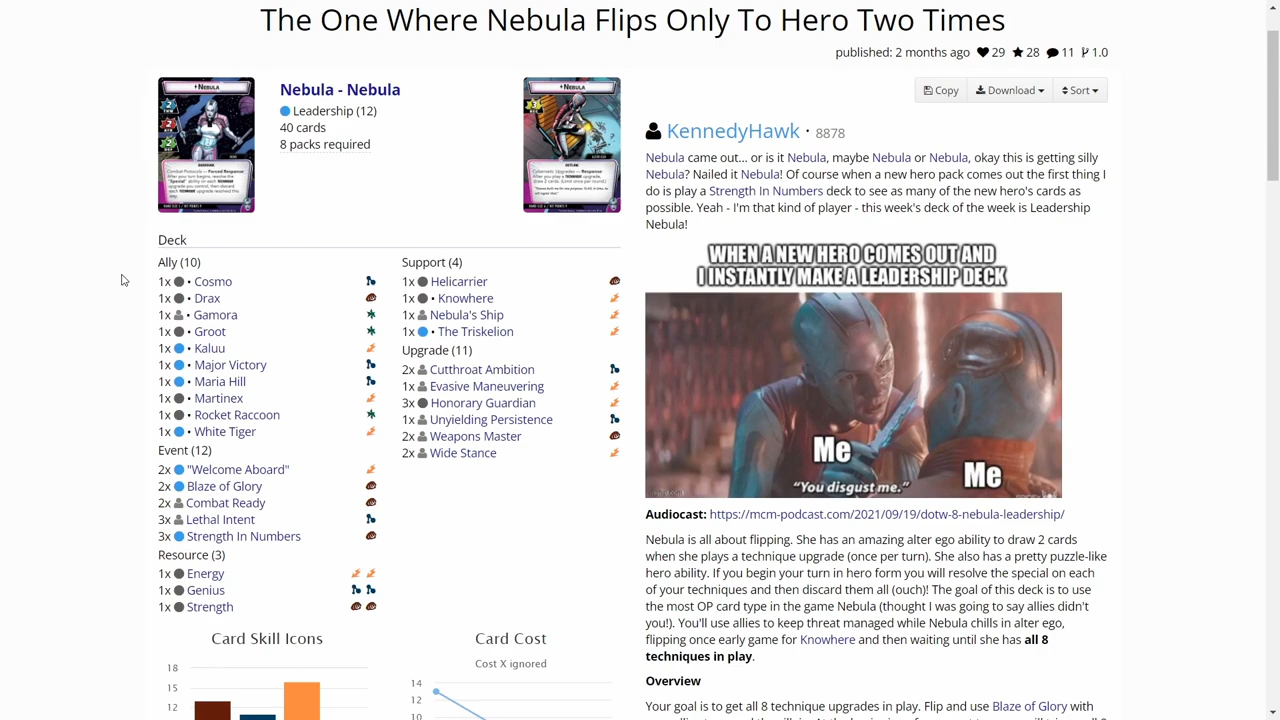 The One Where Nebula Flips Only To Hero Two Times
published: 2 months ago 29 28 11 1.0
NEBULA
NEBULA
Nebula - Nebula
Leadership (12)
40 cards
8 packs required
Copy Download Sort
KennedyHawk · 8878
Nebula came out... or is it Nebula, maybe Nebula or Nebula, okay this is getting silly
Nebula? Nailed it Nebula! Of course when a new hero pack comes out the first thing I
do is play a Strength In Numbers deck to see as many of the new hero's cards as
possible. Yeah - I'm that kind of player - this week's deck of the week is Leadership
Nebula!
Deck
Ally (10)
1x • Cosmo
1x • Drax
1x • Gamora
1x • Groot
1x • Kaluu
1x • Major Victory
1x • Maria Hill
1x • Martinex
1x • Rocket Raccoon
1x • White Tiger
Event (12)
2x "Welcome Aboard"
2x Blaze of Glory
2x Combat Ready
3x Lethal Intent
3x Strength In Numbers
Resource (3)
1x Energy
1x Genius
1x Strength
Support (4)
1x Helicarrier
1x • Knowhere
1x Nebula's Ship
1x • The Triskelion
Upgrade (11)
2x Cutthroat Ambition
1x Evasive Maneuvering
3x Honorary Guardian
1x Unyielding Persistence
2x Weapons Master
2x Wide Stance
Card Skill Icons
18
15
12
Card Cost
Cost X ignored
14
12
10
WHEN A NEW HERO COMES OUT AND
I INSTANTLY MAKE A LEADERSHIP DECK
Me
Me
"You disgust me."
Audiocast: https://mcm-podcast.com/2021/09/19/dotw-8-nebula-leadership/
Nebula is all about flipping. She has an amazing alter ego ability to draw 2 cards
when she plays a technique upgrade (once per turn). She also has a pretty puzzle-like
hero ability. If you begin your turn in hero form you will resolve the special on each
of your techniques and then discard them all (ouch)! The goal of this deck is to use
the most OP card type in the game Nebula (thought I was going to say allies didn't
you!). You'll use allies to keep threat managed while Nebula chills in alter ego,
flipping once early game for Knowhere and then waiting until she has all 8
techniques in play.
Overview
Your goal is to get all 8 technique upgrades in play. Flip and use Blaze of Glory with